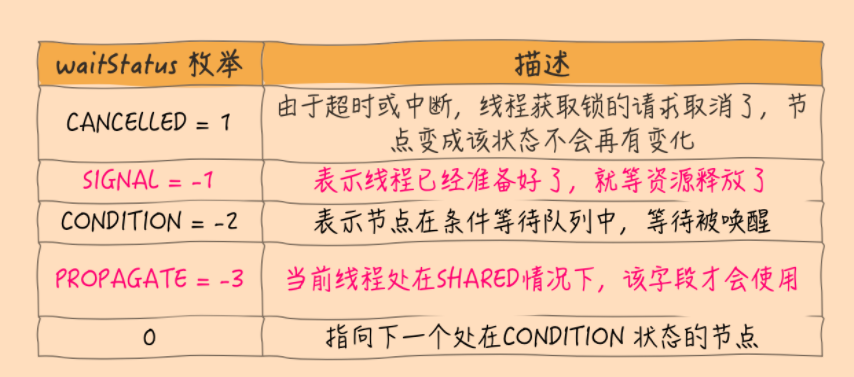 waitStatus 枚举 描述
CANCELLED = 1 由于超时或中断，线程获取锁的请求取消了，节
点变成该状态不会再有变化
SIGNAL = -1 表示线程已经准备好了，就等资源释放了
CONDITION = -2 表示节点在条件等待队列中，等待被唤醒
PROPAGATE = -3 当前线程处在SHARED情况下，该字段才会使用
0 指向下一个处在CONDITION 状态的节点